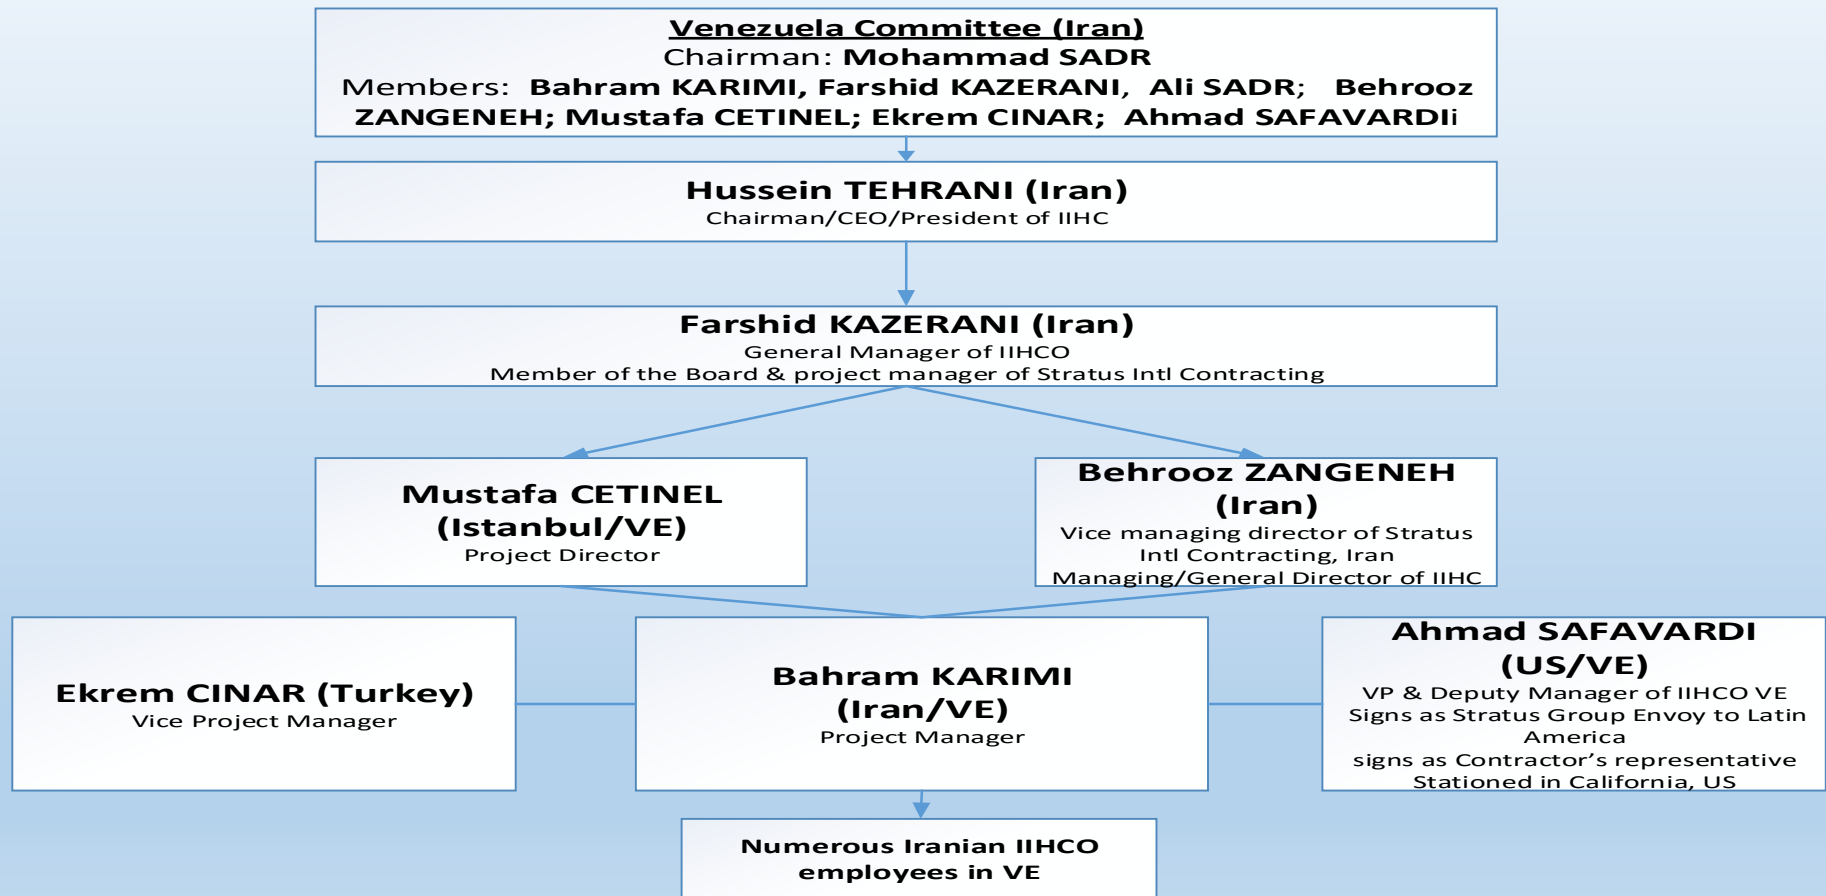 Venezuela Committee (Iran)
Chairman: Mohammad SADR
Members: Bahram KARIMI, Farshid KAZERANI, Ali SADR; Behrooz
ZANGENEH; Mustafa CETINEL; Ekrem CINAR; Ahmad SAFAVARDIi
Hussein TEHRANI (Iran)
Chairman/CEO/President of IIHC
Farshid KAZERANI (Iran)
General Manager of IIHCO
Member of the Board & project manager of Stratus Intl Contracting
Mustafa CETINEL
(Istanbul/VE)
Project Director
Behrooz ZANGENEH
(Iran)
Vice managing director of Stratus
Intl Contracting, Iran
Managing/General Director of IIHC
Ekrem CINAR (Turkey)
Vice Project Manager
Bahram KARIMI
(Iran/VE)
Project Manager
Ahmad SAFAVARDI
(US/VE)
VP & Deputy Manager of IIHCO VE
Signs as Stratus Group Envoy to Latin
America
signs as Contractor’s representative
Stationed in California, US
Numerous Iranian IIHCO
employees in VE